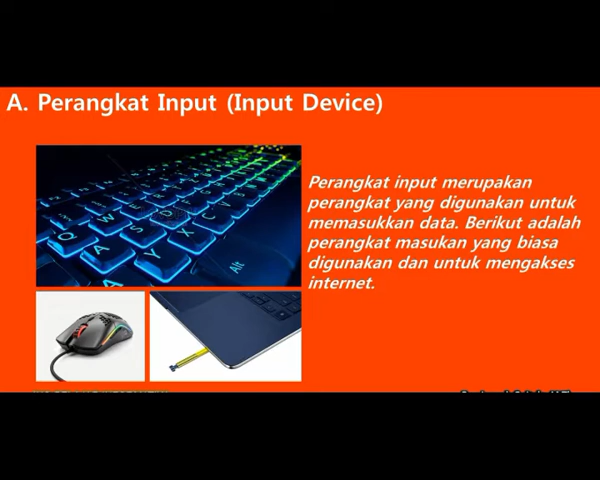 A. Perangkat Input (Input Device)
Perangkat input merupakan
perangkat yang digunakan untuk
memasukkan data. Berikut adalah
perangkat masukan yang biasa
digunakan dan untuk mengakses
internet.
Alt